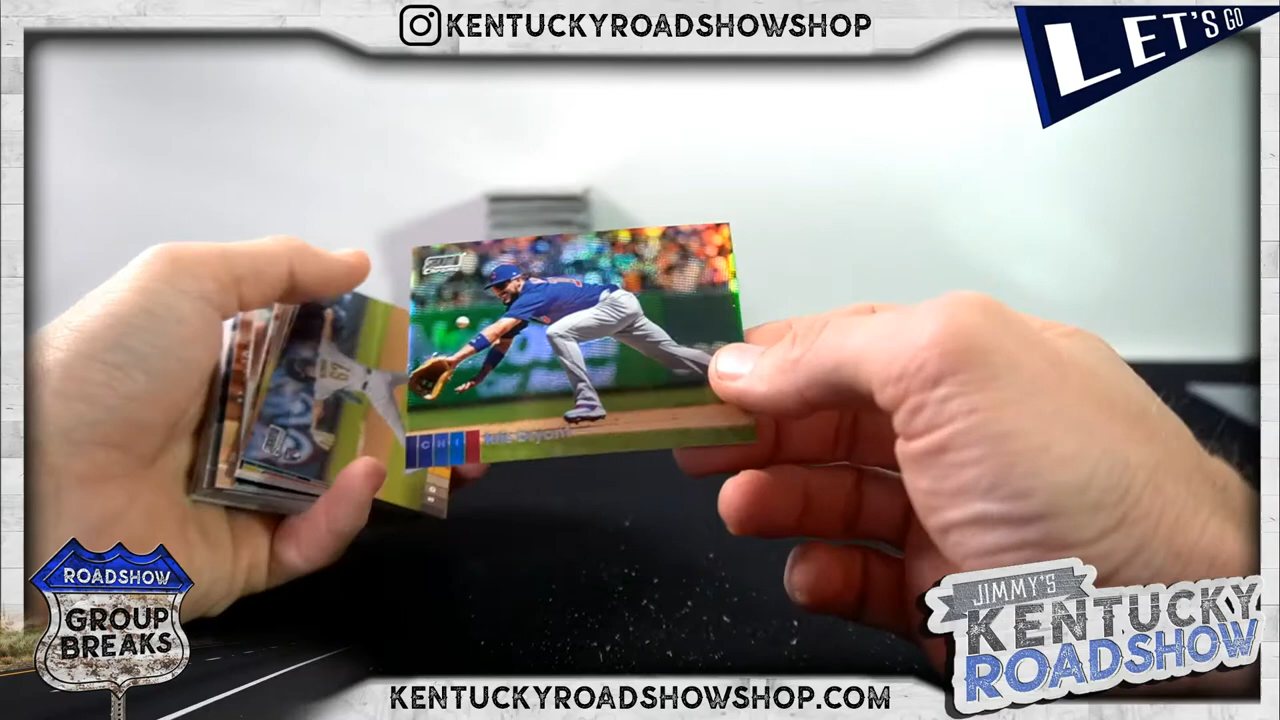 KENTUCKYROADSHOWSHOP
LET'S GO
CHI
Kris Bryant
ROADSHOW
GROUP
BREAKS
JIMMY'S
KENTUCKY
ROADSHOW
KENTUCKYROADSHOWSHOP.COM